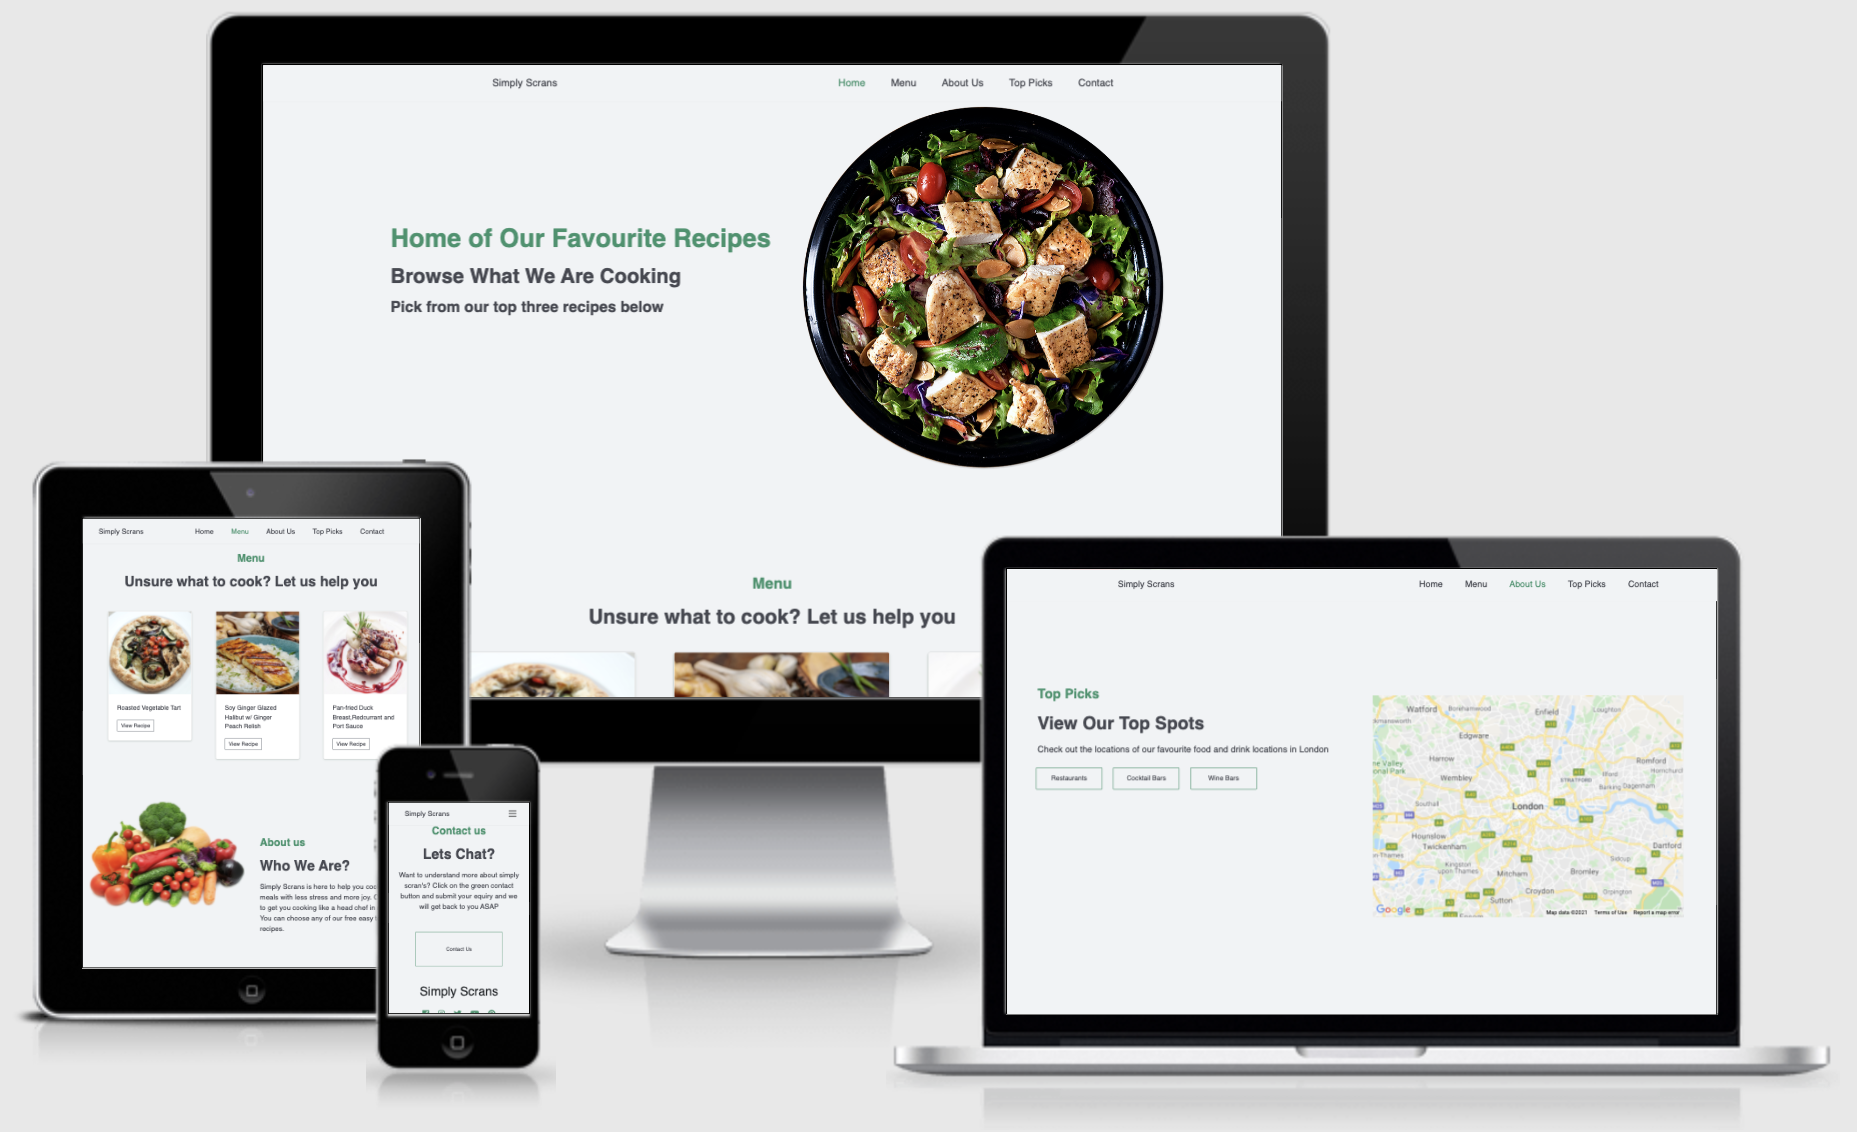 Simply Scrans
Home Menu About Us Top Picks Contact
Home of Our Favourite Recipes
Browse What We Are Cooking
Pick from our top three recipes below
Menu
Unsure what to cook? Let us help you
Simply Scrans
Home Menu About Us Top Picks Contact
Menu
Unsure what to cook? Let us help you
Roasted Vegetable Tart
View Recipe
Soy Ginger Glazed
Halibut w/ Ginger
Peach Relish
View Recipe
Pan-fried Duck
Breast,Redcurrant and
Port Sauce
View Recipe
About us
Who We Are?
Simply Scrans is here to help you coo
meals with less stress and more joy.
to get you cooking like a head chef in
You can choose any of our free easy
recipes.
Simply Scrans
Contact us
Lets Chat?
Want to understand more about simply
scran's? Click on the green contact
button and submit your equiry and we
will get back to you ASAP
Contact Us
Simply Scrans
Simply Scrans
Home Menu About Us Top Picks Contact
Top Picks
View Our Top Spots
Check out the locations of our favourite food and drink locations in London
Restaurants Cocktail Bars Wine Bars
Watford
Borehamwood
Enfield
Loughton
Edgware
Harrow
Romford
Wembley
Ilford
Hornchurch
STRATFORD
Barking Dagenham
Southall
London
Hounslow
Twickenham
Dartford
Kingston
upon Thames
Sidcup
Mitcham
Bromley
Croydon
Orpington
Sutton
Google
Map data ©2021 Terms of Use Report a map error